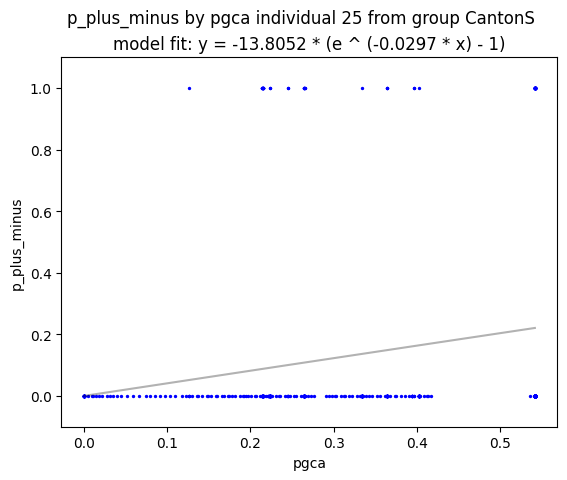 p_plus_minus by pgca individual 25 from group CantonS
model fit: y = -13.8052 * (e ^ (-0.0297 * x) - 1)
1.0
0.8
0.6
0.4
0.2
0.0
p_plus_minus
0.0 0.1 0.2 0.3 0.4 0.5
pgca